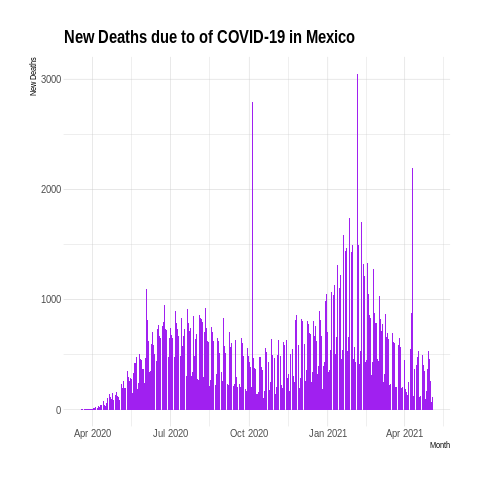 New Deaths due to of COVID-19 in Mexico
New Deaths
3000
2000
1000
0
Apr 2020 Jul 2020 Oct 2020 Jan 2021 Apr 2021
Month